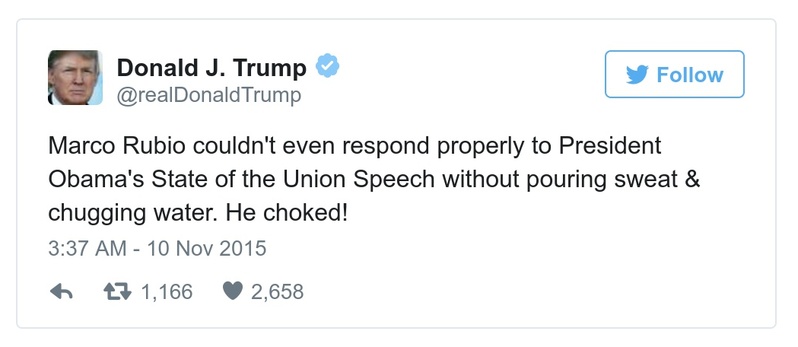 Donald J. Trump
@realDonaldTrump
Follow
Marco Rubio couldn't even respond properly to President
Obama's State of the Union Speech without pouring sweat &
chugging water. He choked!
3:37 AM - 10 Nov 2015
1,166 2,658